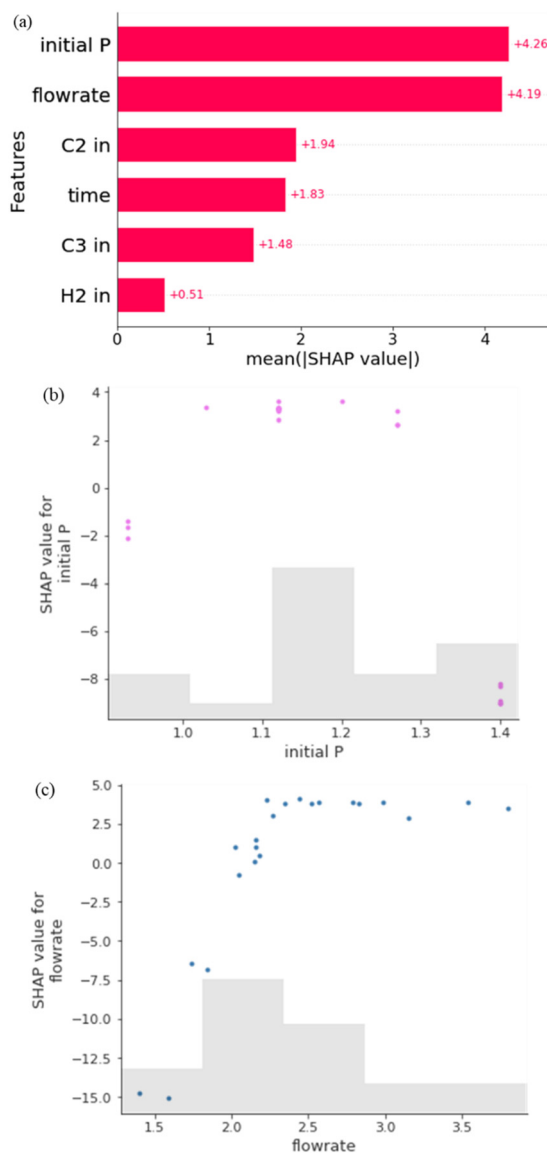 (a)
Features
initial P
+4.26
flowrate
+4.19
C2 in
+1.94
time
+1.83
C3 in
+1.48
H2 in
+0.51
0 1 2 3 4
mean(|SHAP value|)
(b)
SHAP value for
initial P
4
2
0
−2
−4
−6
−8
1.0 1.1 1.2 1.3 1.4
initial P
(c)
SHAP value for
flowrate
5.0
2.5
0.0
−2.5
−5.0
−7.5
−10.0
−12.5
−15.0
1.5 2.0 2.5 3.0 3.5
flowrate